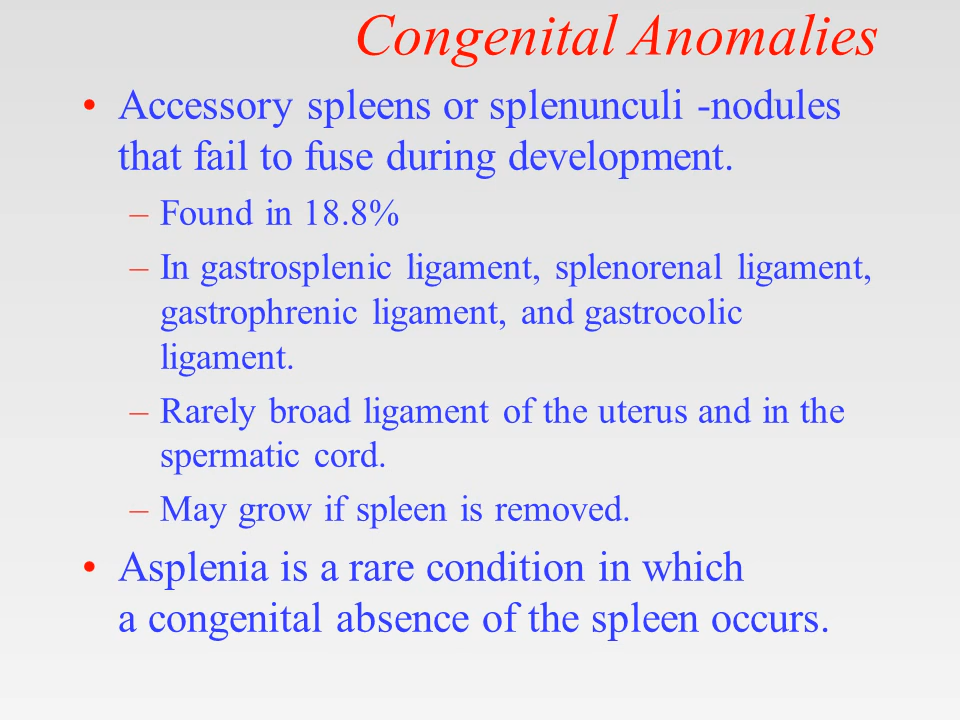 Congenital Anomalies
• Accessory spleens or splenunculi -nodules
that fail to fuse during development.
– Found in 18.8%
– In gastrosplenic ligament, splenorenal ligament,
gastrophrenic ligament, and gastrocolic
ligament.
– Rarely broad ligament of the uterus and in the
spermatic cord.
– May grow if spleen is removed.
• Asplenia is a rare condition in which
a congenital absence of the spleen occurs.